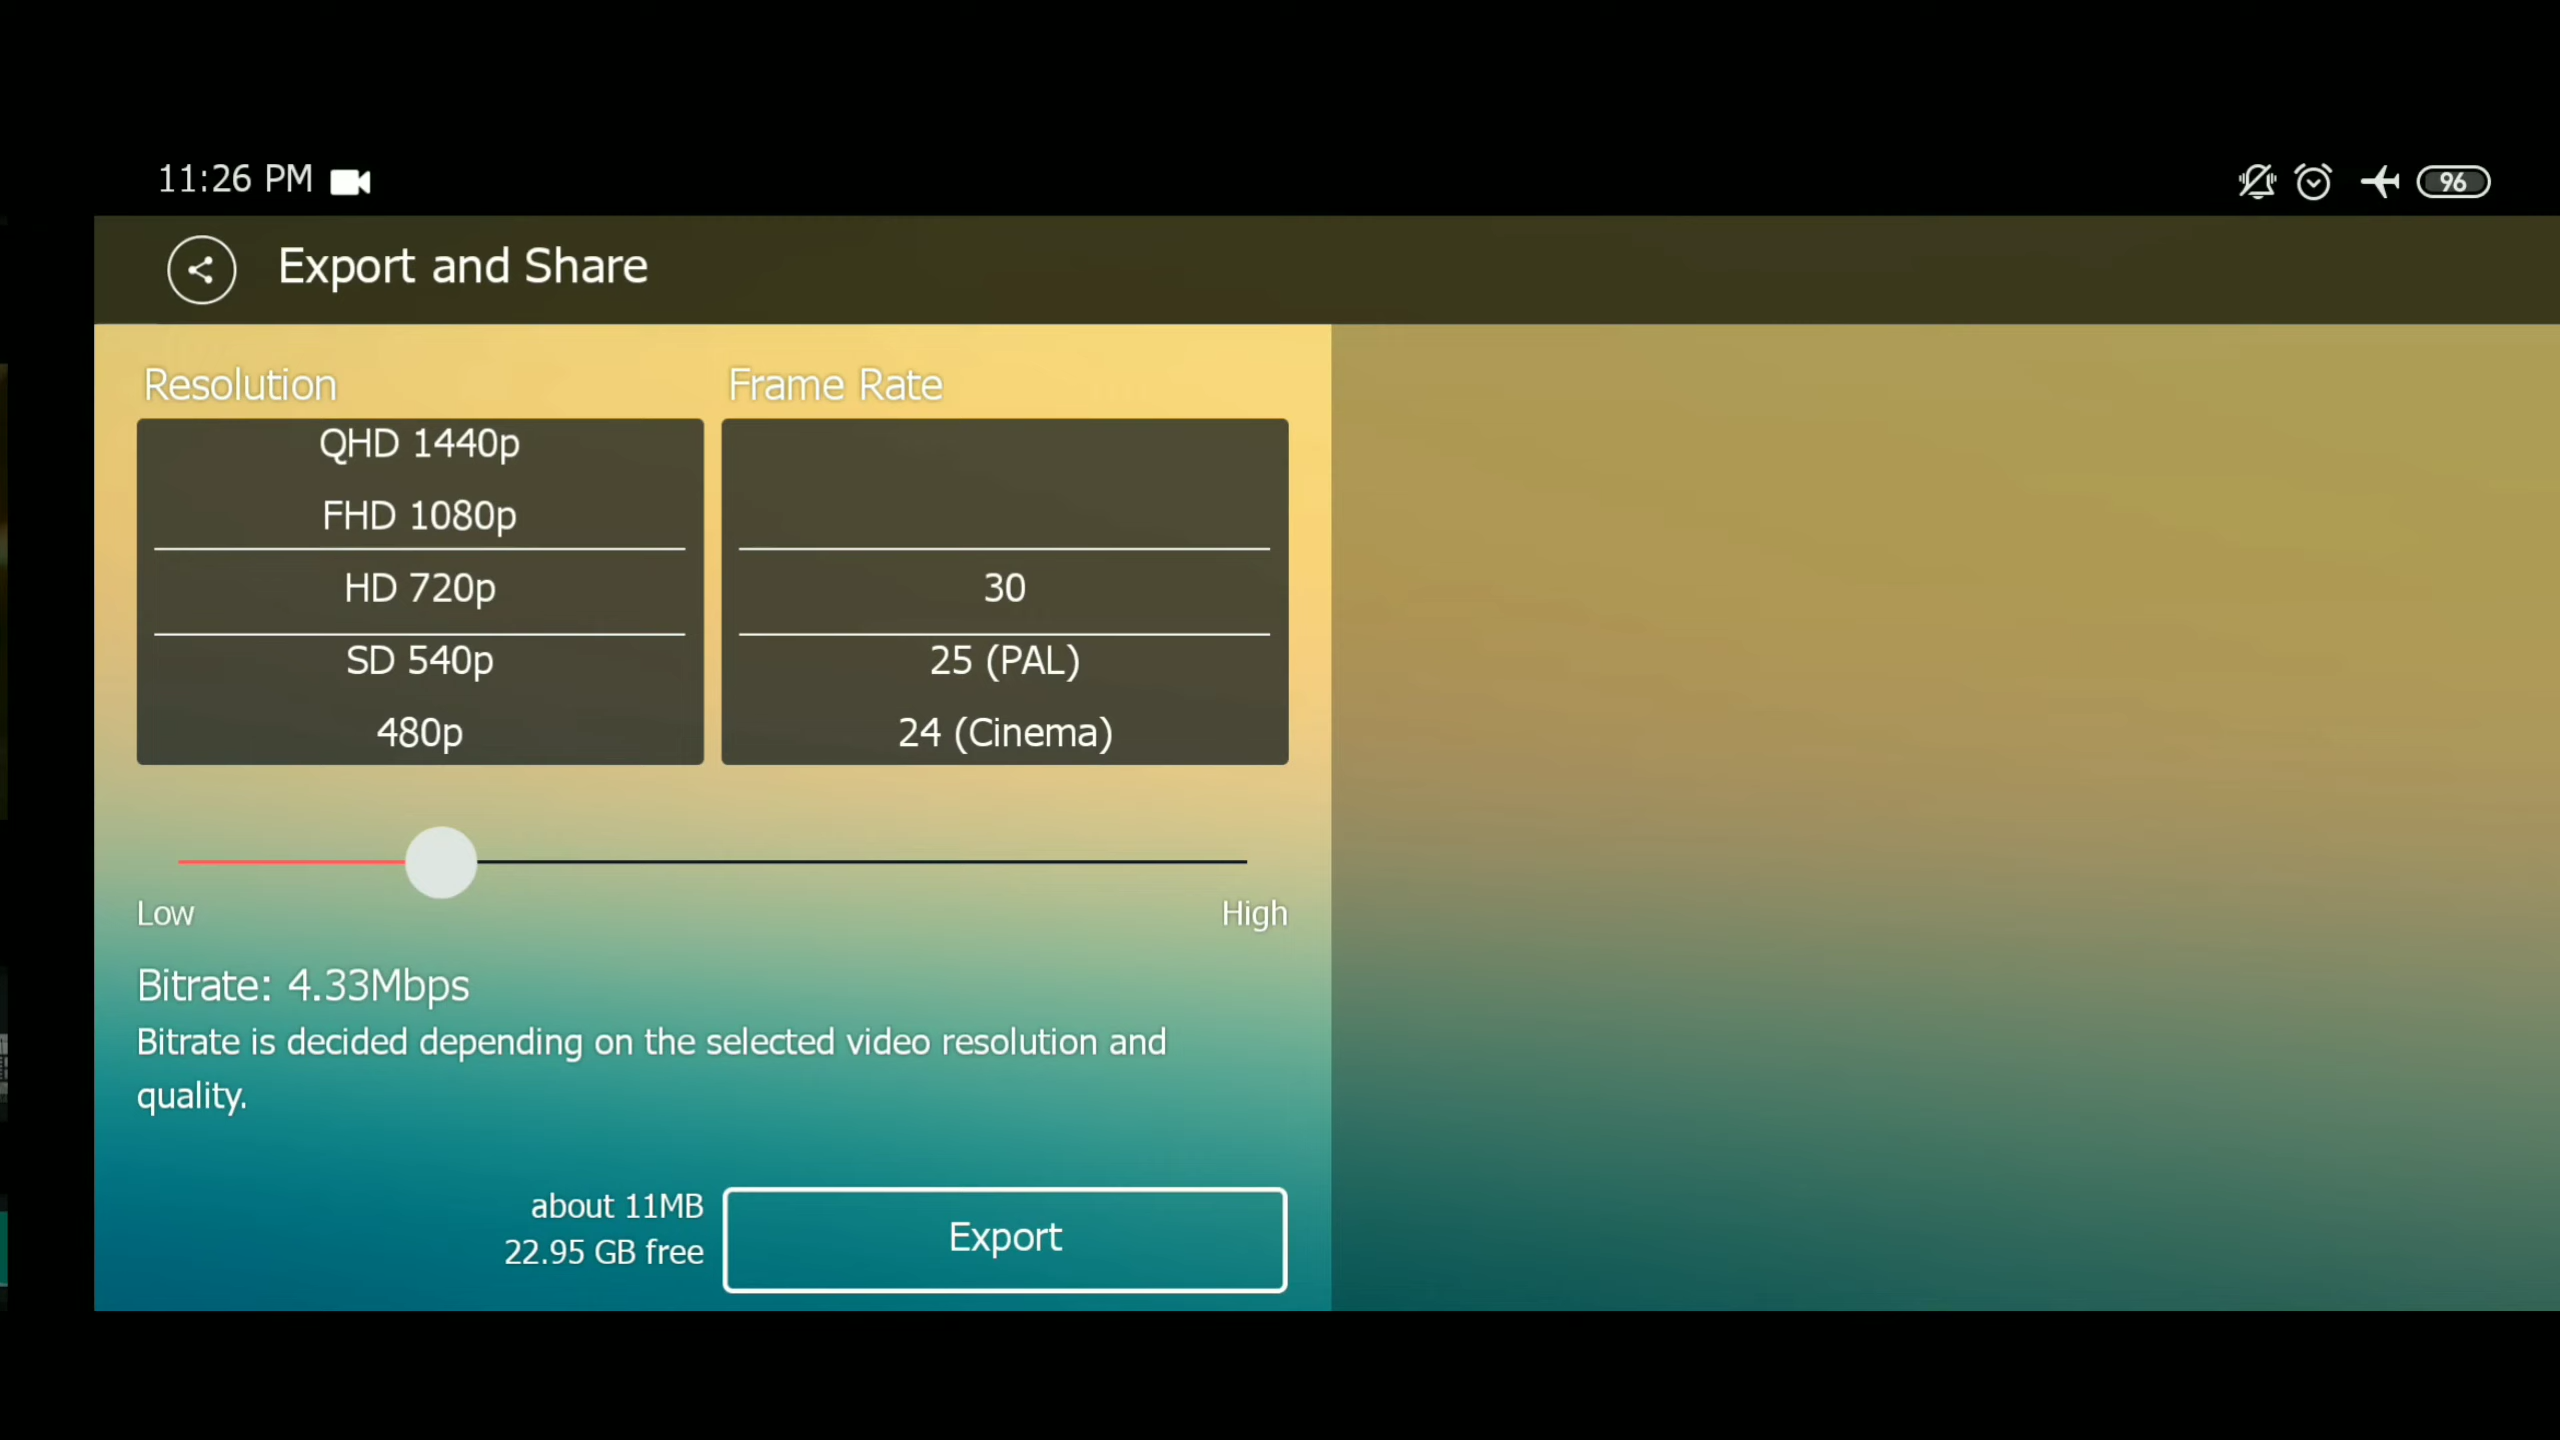 11:26 PM
96
Export and Share
Resolution
Frame Rate
QHD 1440p
FHD 1080p
HD 720p
SD 540p
480p
30
25 (PAL)
24 (Cinema)
Low
High
Bitrate: 4.33Mbps
Bitrate is decided depending on the selected video resolution and
quality.
about 11MB
22.95 GB free
Export